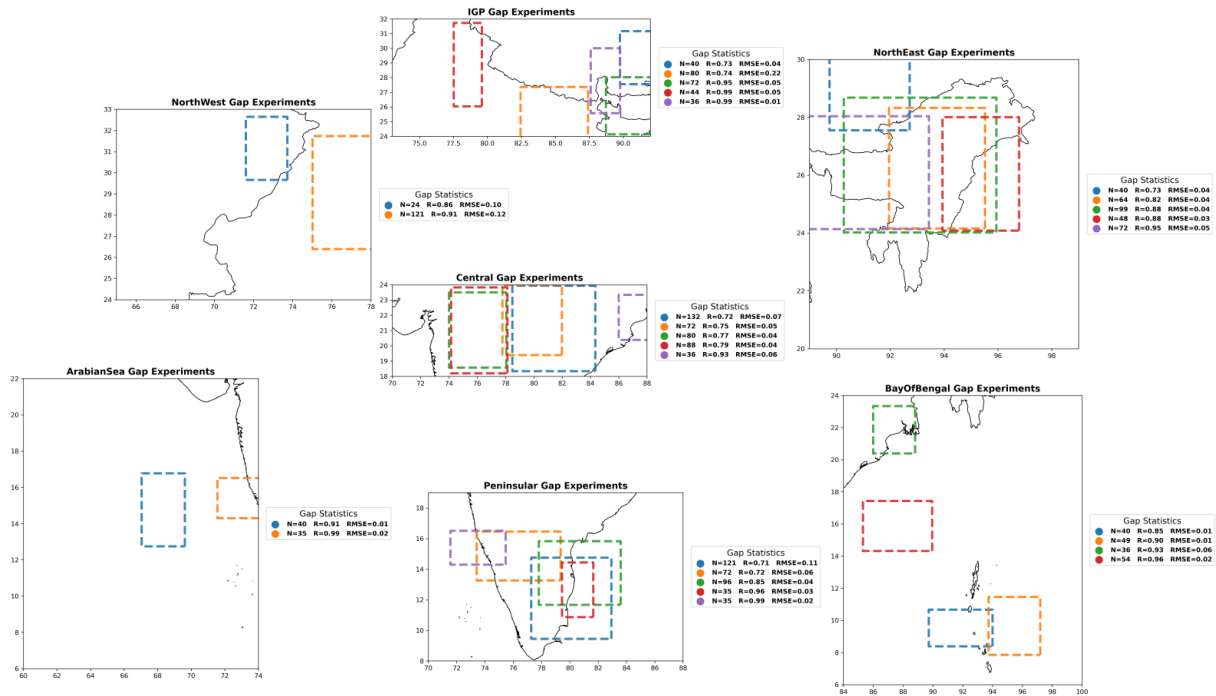 IGP Gap Experiments
32
31
30
29
28
27
26
25
24
75.0 77.5 80.0 82.5 85.0 87.5 90.0
Gap Statistics
N=40 R=0.73 RMSE=0.04
N=80 R=0.74 RMSE=0.22
N=72 R=0.95 RMSE=0.05
N=44 R=0.99 RMSE=0.05
N=36 R=0.99 RMSE=0.01
NorthEast Gap Experiments
30
28
26
24
22
20
90 92 94 96 98
Gap Statistics
N=40 R=0.73 RMSE=0.04
N=64 R=0.82 RMSE=0.04
N=99 R=0.88 RMSE=0.04
N=48 R=0.88 RMSE=0.03
N=72 R=0.95 RMSE=0.05
NorthWest Gap Experiments
33
32
31
30
29
28
27
26
25
24
66 68 70 72 74 76 78
Gap Statistics
N=24 R=0.86 RMSE=0.10
N=121 R=0.91 RMSE=0.12
Central Gap Experiments
24
23
22
21
20
19
18
70 72 74 76 78 80 82 84 86 88
Gap Statistics
N=132 R=0.72 RMSE=0.07
N=72 R=0.75 RMSE=0.05
N=80 R=0.77 RMSE=0.04
N=88 R=0.79 RMSE=0.04
N=36 R=0.93 RMSE=0.06
ArabianSea Gap Experiments
22
20
18
16
14
12
10
8
6
60 62 64 66 68 70 72 74
Gap Statistics
N=40 R=0.91 RMSE=0.01
N=35 R=0.99 RMSE=0.02
Peninsular Gap Experiments
18
16
14
12
10
8
70 72 74 76 78 80 82 84 86 88
Gap Statistics
N=121 R=0.71 RMSE=0.11
N=72 R=0.72 RMSE=0.06
N=96 R=0.85 RMSE=0.04
N=35 R=0.96 RMSE=0.03
N=35 R=0.99 RMSE=0.02
BayOfBengal Gap Experiments
24
22
20
18
16
14
12
10
8
6
84 86 88 90 92 94 96 98 100
Gap Statistics
N=40 R=0.85 RMSE=0.01
N=49 R=0.90 RMSE=0.01
N=36 R=0.93 RMSE=0.06
N=54 R=0.96 RMSE=0.02